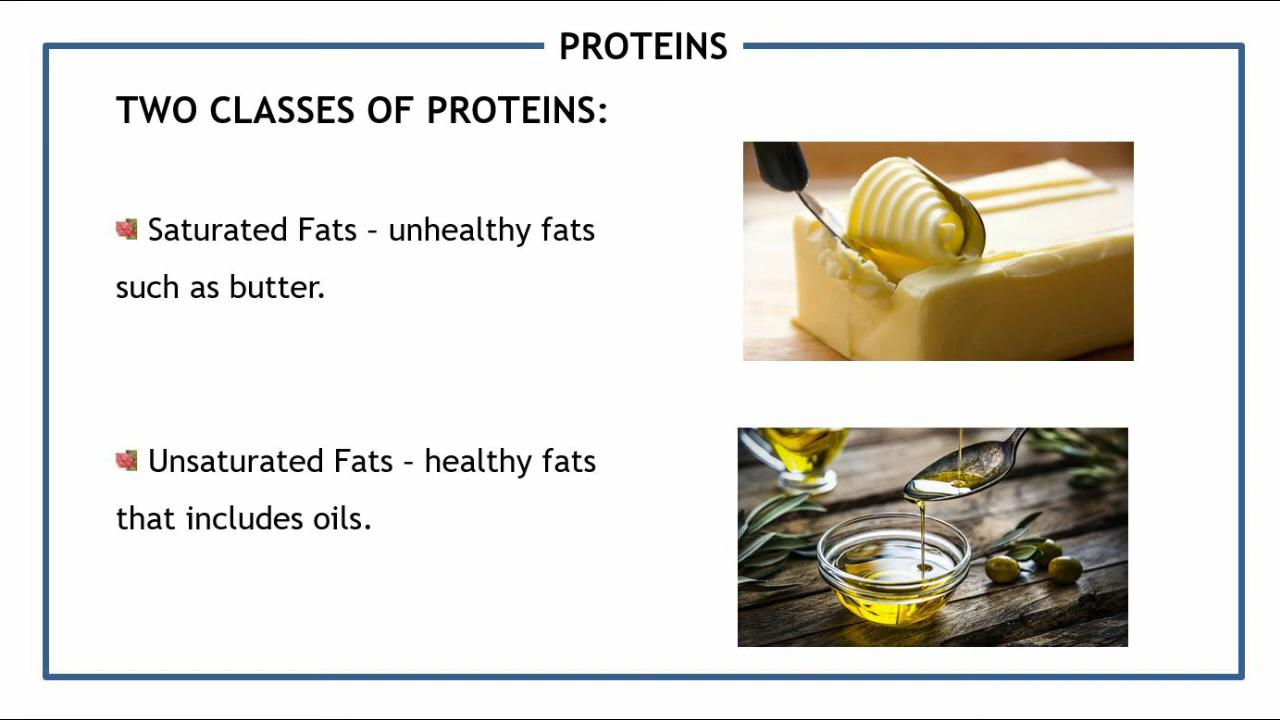 PROTEINS
TWO CLASSES OF PROTEINS:
Saturated Fats - unhealthy fats
such as butter.
Unsaturated Fats - healthy fats
that includes oils.